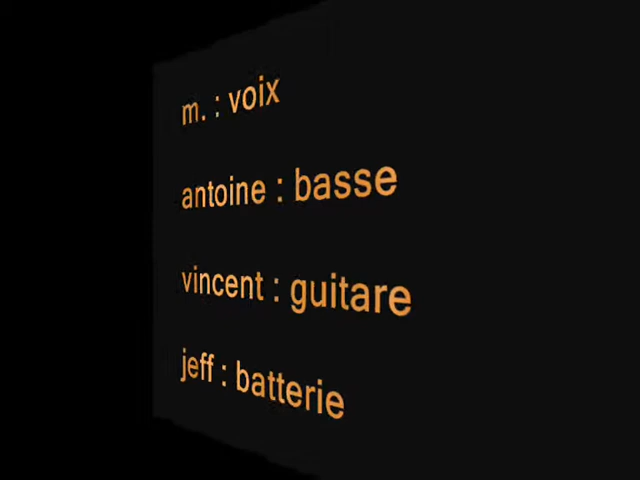 m. : voix
antoine : basse
vincent : guitare
jeff : batterie